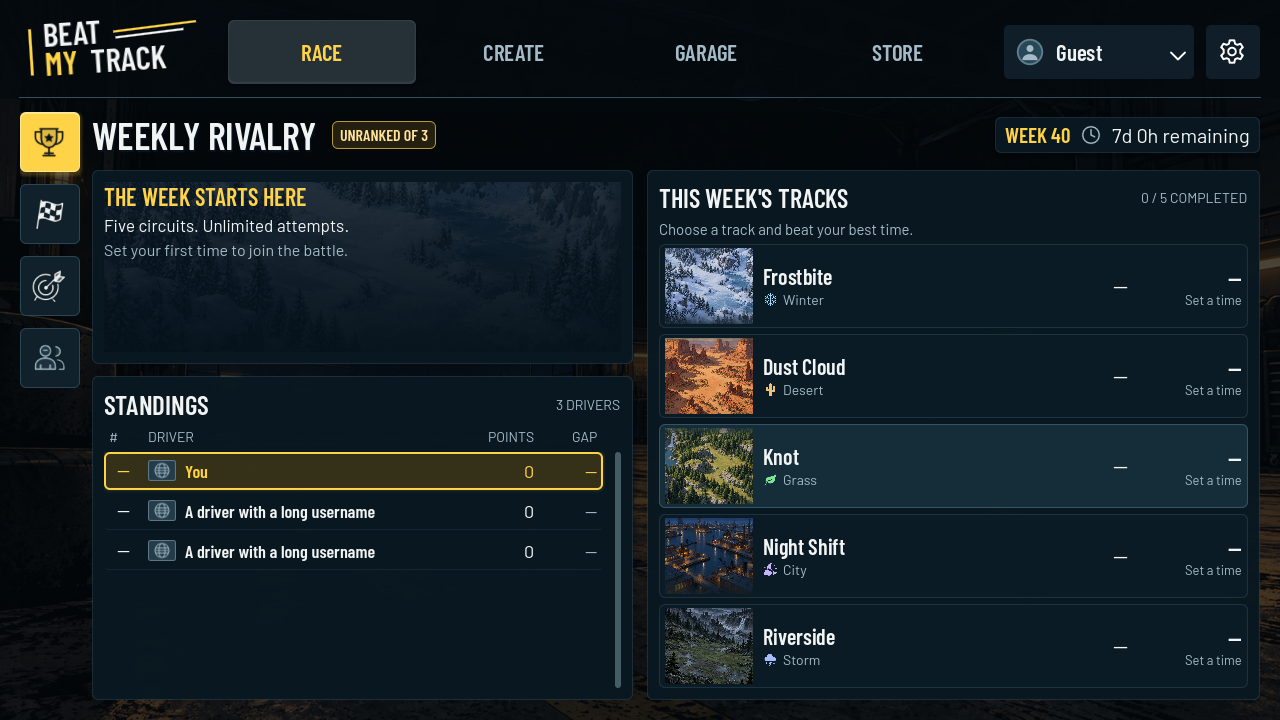 BEAT
MY TRACK
RACE
CREATE
GARAGE
STORE
Guest
WEEKLY RIVALRY
UNRANKED OF 3
WEEK 40
7d 0h remaining
THE WEEK STARTS HERE
Five circuits. Unlimited attempts.
Set your first time to join the battle.
STANDINGS
3 DRIVERS
# DRIVER POINTS GAP
— You 0 —
— A driver with a long username 0 —
— A driver with a long username 0 —
THIS WEEK'S TRACKS
0 / 5 COMPLETED
Choose a track and beat your best time.
Frostbite — —
Winter Set a time
Dust Cloud — —
Desert Set a time
Knot — —
Grass Set a time
Night Shift — —
City Set a time
Riverside — —
Storm Set a time